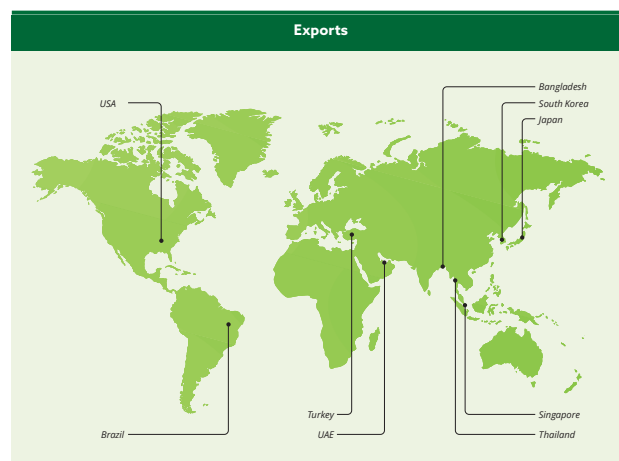 Exports
USA
Bangladesh
South Korea
Japan
Turkey
Singapore
Brazil
UAE
Thailand